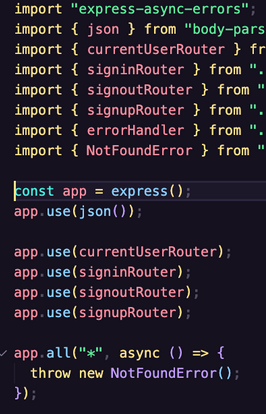 import "express-async-errors";
import { json } from "body-pars
import { currentUserRouter } f
import { signinRouter } from ".
import { signoutRouter } from "
import { signupRouter } from ".
import { errorHandler } from ".
import { NotFoundError } from "
const app = express();
app.use(json());
app.use(currentUserRouter);
app.use(signinRouter);
app.use(signoutRouter);
app.use(signupRouter);
app.all("*", async () => {
throw new NotFoundError();
});